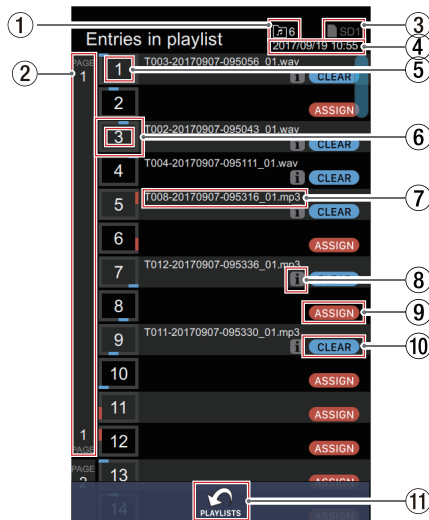 ① ③
♫6 SD1
Entries in playlist
2017/09/19 10:55 ④
② PAGE
1
1 T003-20170907-095056_01.wav ⑤
i CLEAR
2 ASSIGN
3 T002-20170907-095043_01.wav ⑥
i CLEAR
4 T004-20170907-095111_01.wav
i CLEAR
5 T008-20170907-095316_01.mp3 ⑦
i CLEAR
6 ASSIGN
7 T012-20170907-095336_01.mp3
i CLEAR ⑧
8 ASSIGN ⑨
9 T011-20170907-095330_01.mp3
i CLEAR ⑩
10 ASSIGN
11 ASSIGN
1
PAGE
12 ASSIGN
PAGE
2
13 ASSIGN
14
PLAYLISTS ⑪